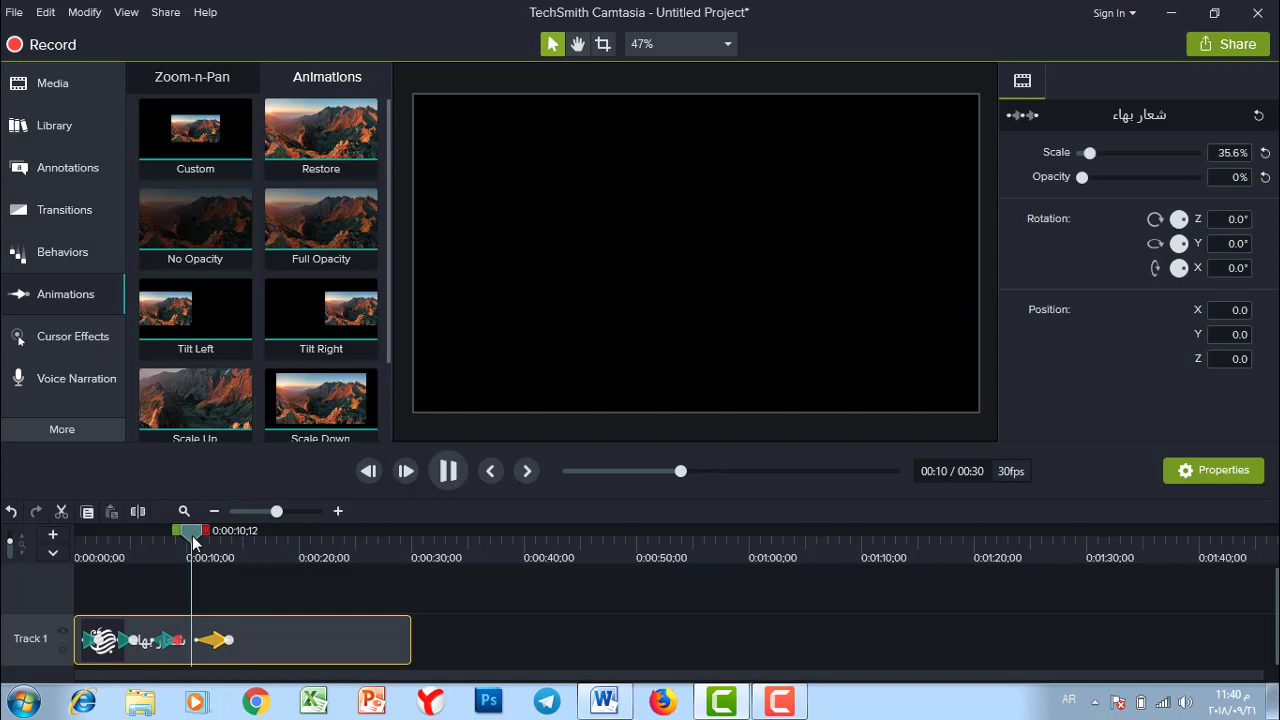 File Edit Modify View Share Help
TechSmith Camtasia - Untitled Project*
Sign In
Record
47%
Share
Media
Library
Annotations
Transitions
Behaviors
Animations
Cursor Effects
Voice Narration
More
Zoom-n-Pan
Animations
Custom
Restore
No Opacity
Full Opacity
Tilt Left
Tilt Right
Scale Up
Scale Down
شعار بهاء
Scale 35.6%
Opacity 0%
Rotation: Z 0.0°
Y 0.0°
X 0.0°
Position: X 0.0
Y 0.0
Z 0.0
00:10 / 00:30 30fps
Properties
0:00:10;12
0:00:00;00 0:00:10;00 0:00:20;00 0:00:30;00 0:00:40;00 0:00:50;00 0:01:00;00 0:01:10;00 0:01:20;00 0:01:30;00 0:01:40;00
Track 1
AR
11:40 م
٢٠١٨/٠٩/٢١